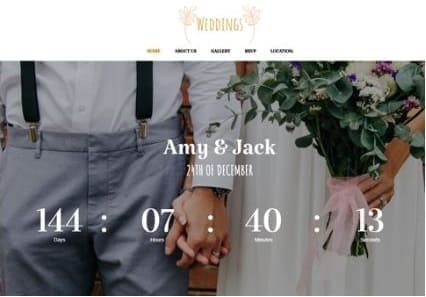 WEDDINGS
HOME ABOUT US GALLERY RSVP LOCATION
Amy & Jack
24TH OF DECEMBER
144 : 07 : 40 : 13
Days Hours Minutes Seconds